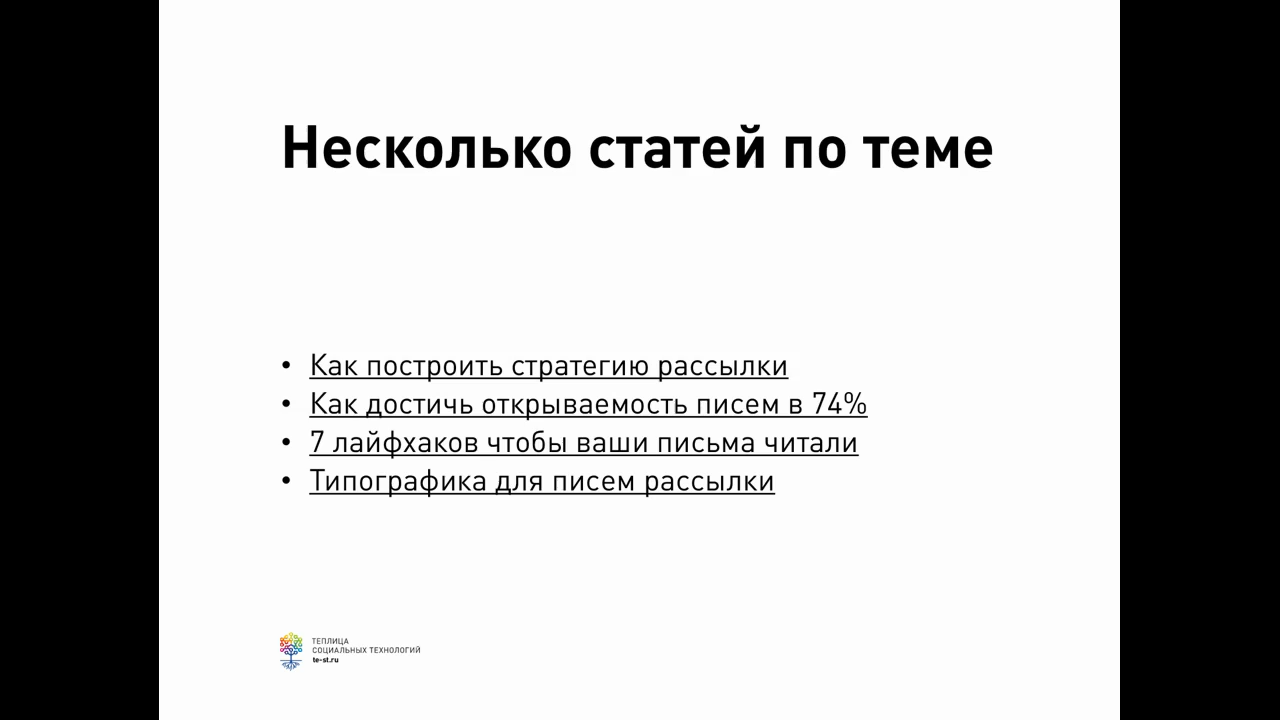 Несколько статей по теме
• Как построить стратегию рассылки
• Как достичь открываемость писем в 74%
• 7 лайфхаков чтобы ваши письма читали
• Типографика для писем рассылки
ТЕПЛИЦА
СОЦИАЛЬНЫХ ТЕХНОЛОГИЙ
te-st.ru